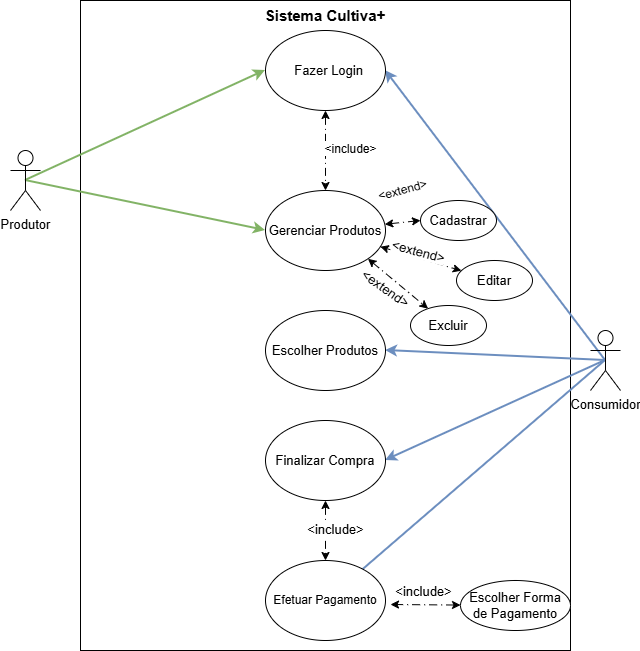 Sistema Cultiva+
Fazer Login
<include>
Produtor
Gerenciar Produtos
<extend>
Cadastrar
<extend>
Editar
<extend>
Excluir
Escolher Produtos
Consumidor
Finalizar Compra
<include>
Efetuar Pagamento
<include>
Escolher Forma
de Pagamento